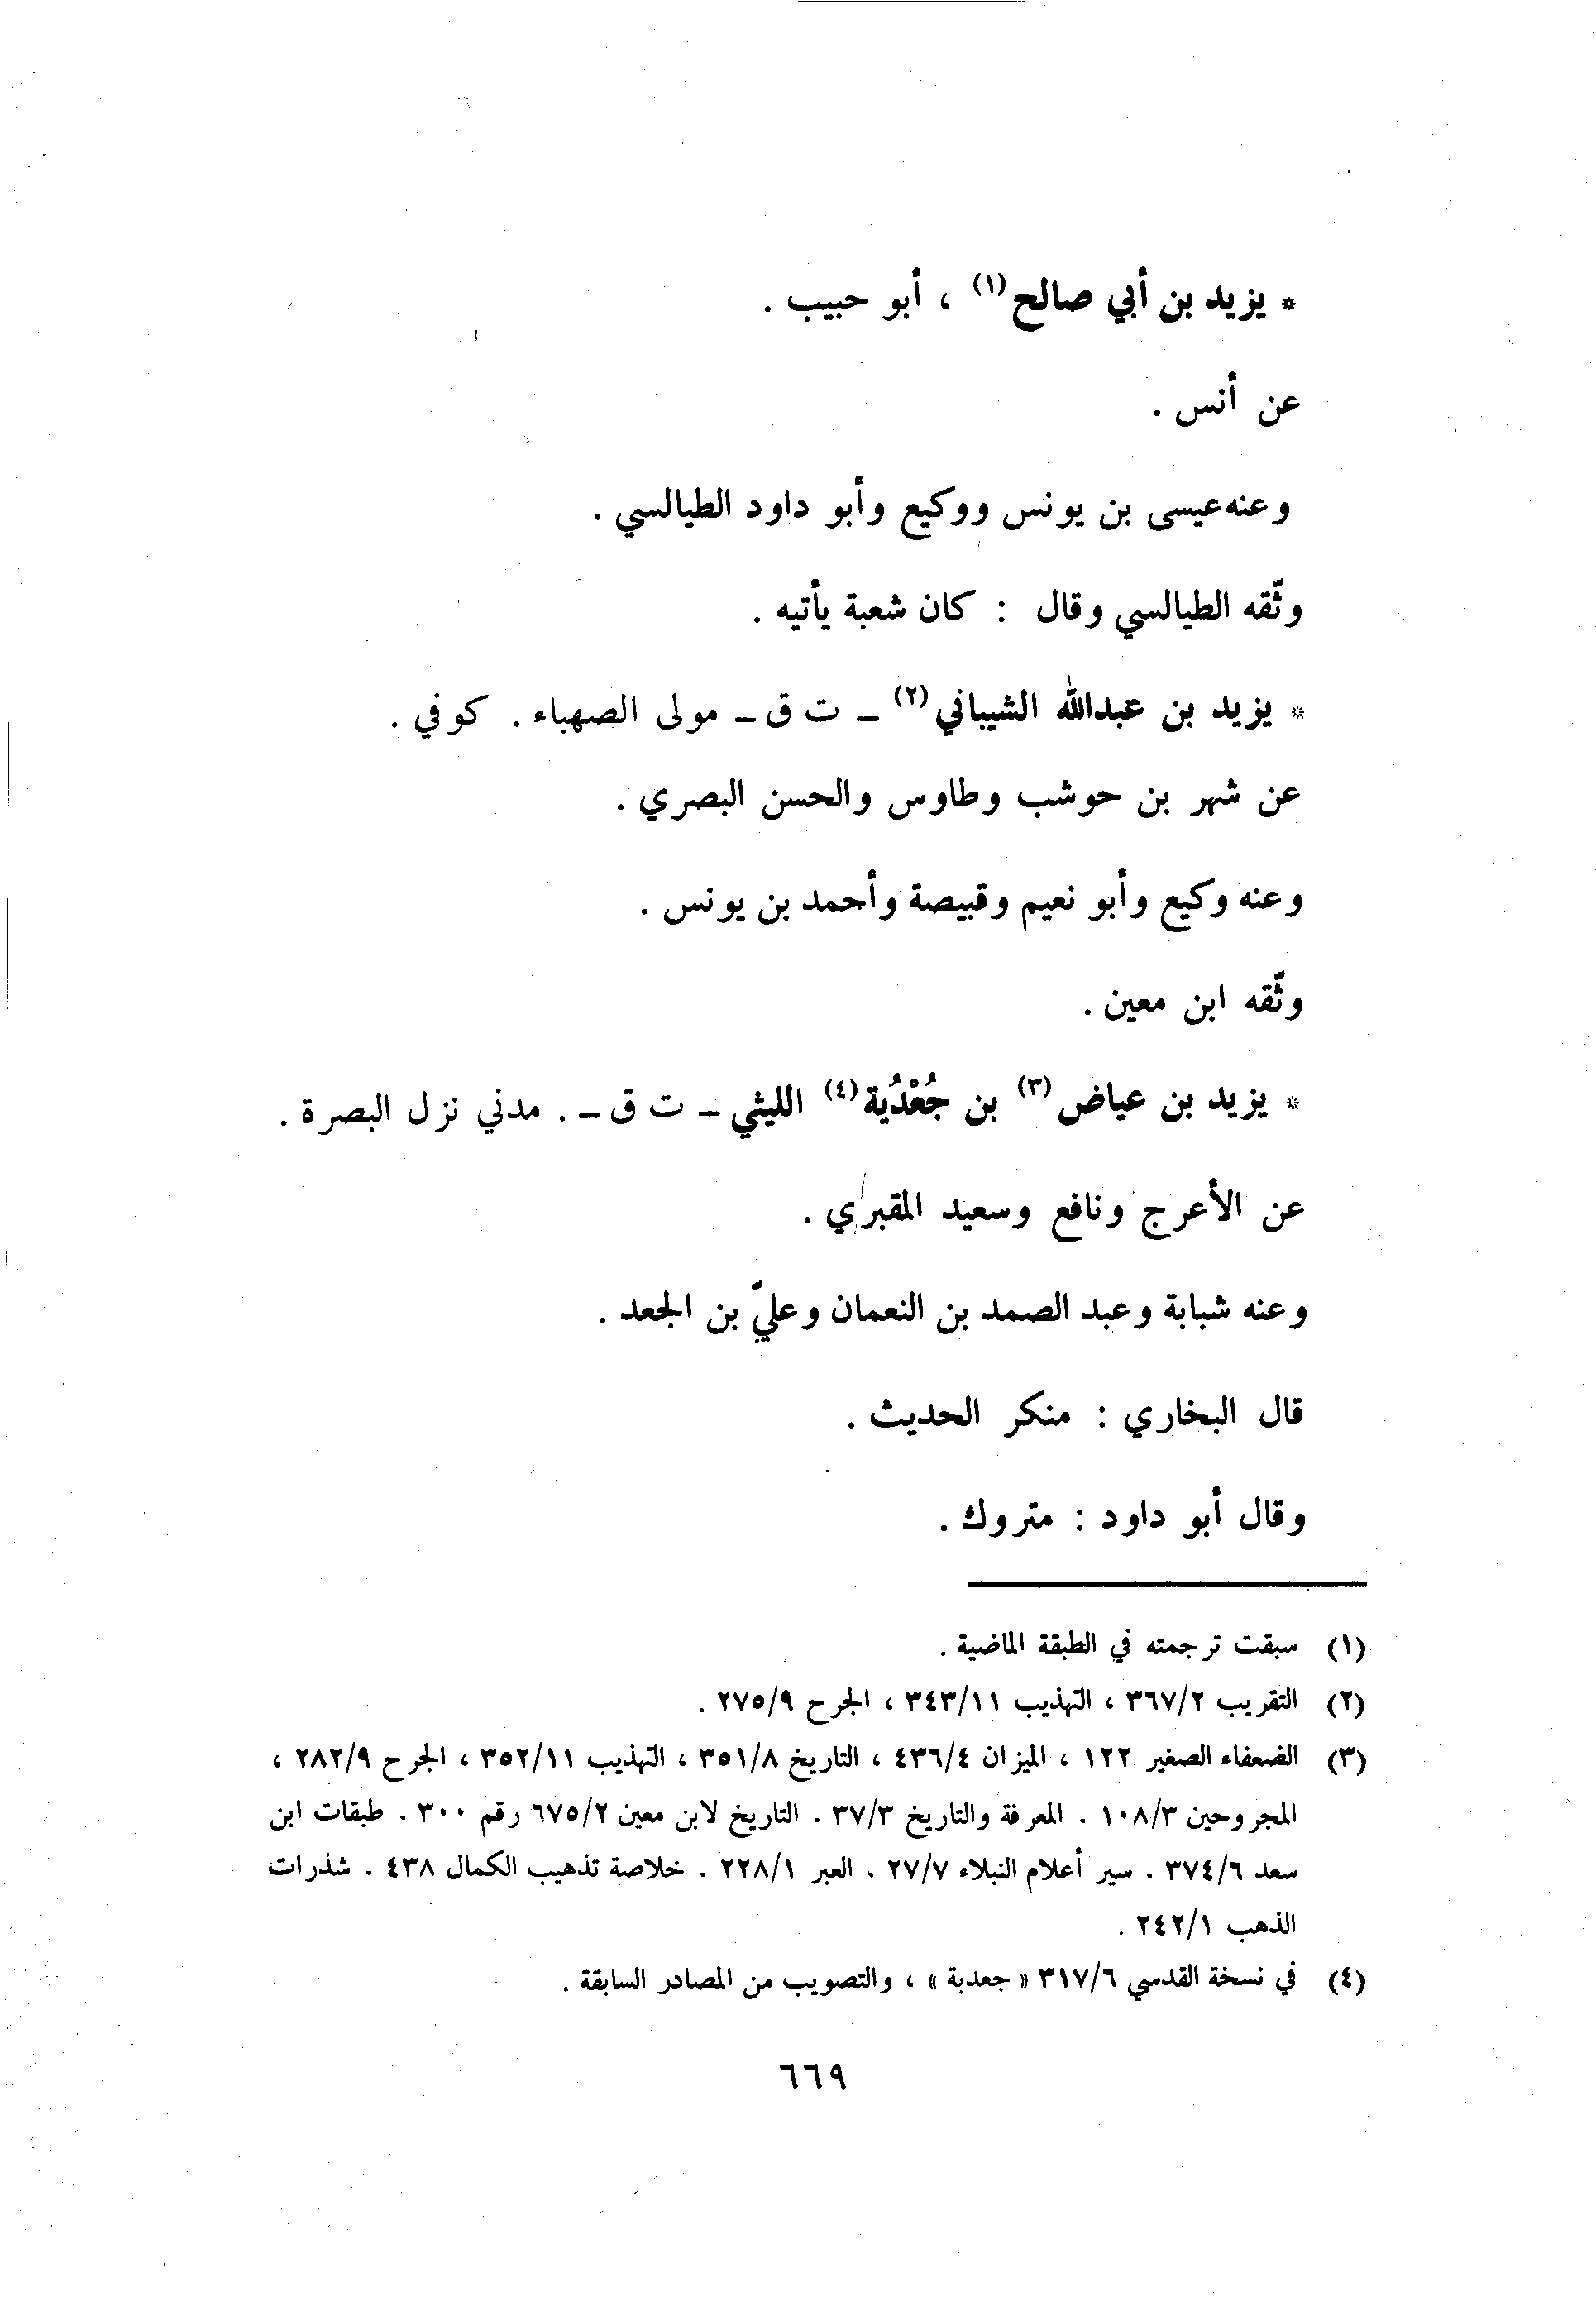 * يزيد بن أبي صالح(١) ، أبو حبيب .
عن أنس .
وعنه عيسى بن يونس ووكيع وأبو داود الطيالسي .
وثّقه الطيالسي وقال : كان شعبة يأتيه .
* يزيد بن عبدالله الشيباني(٢) - ت ق - مولى الصهباء . كوفي .
عن شهر بن حوشب وطاوس والحسن البصري .
وعنه وكيع وأبو نعيم وقبيصة وأحمد بن يونس .
وثّقه ابن معين .
* يزيد بن عياض(٣) بن جُعْدُية(٤) الليثي - ت ق - . مدني نزل البصرة .
عن الأعرج ونافع وسعيد المقبري .
وعنه شبابة وعبد الصمد بن النعمان وعليّ بن الجعد .
قال البخاري : منكر الحديث .
وقال أبو داود : متروك .
(١) سبقت ترجمته في الطبقة الماضية .
(٢) التقريب ٣٦٧/٢ ، التهذيب ٣٤٣/١١ ، الجرح ٢٧٥/٩ .
(٣) الضعفاء الصغير ١٢٢ ، الميزان ٤٣٦/٤ ، التاريخ ٣٥١/٨ ، التهذيب ٣٥٢/١١ ، الجرح ٢٨٢/٩ ،
المجروحين ١٠٨/٣ . المعرفة والتاريخ ٣٧/٣ . التاريخ لابن معين ٦٧٥/٢ رقم ٣٠٠ . طبقات ابن
سعد ٣٧٤/٦ . سير أعلام النبلاء ٢٧/٧ . العبر ٢٢٨/١ . خلاصة تذهيب الكمال ٤٣٨ . شذرات
الذهب ٢٤٢/١ .
(٤) في نسخة القدسي ٣١٧/٦ « جعدبة » ، والتصويب من المصادر السابقة .
٦٦٩